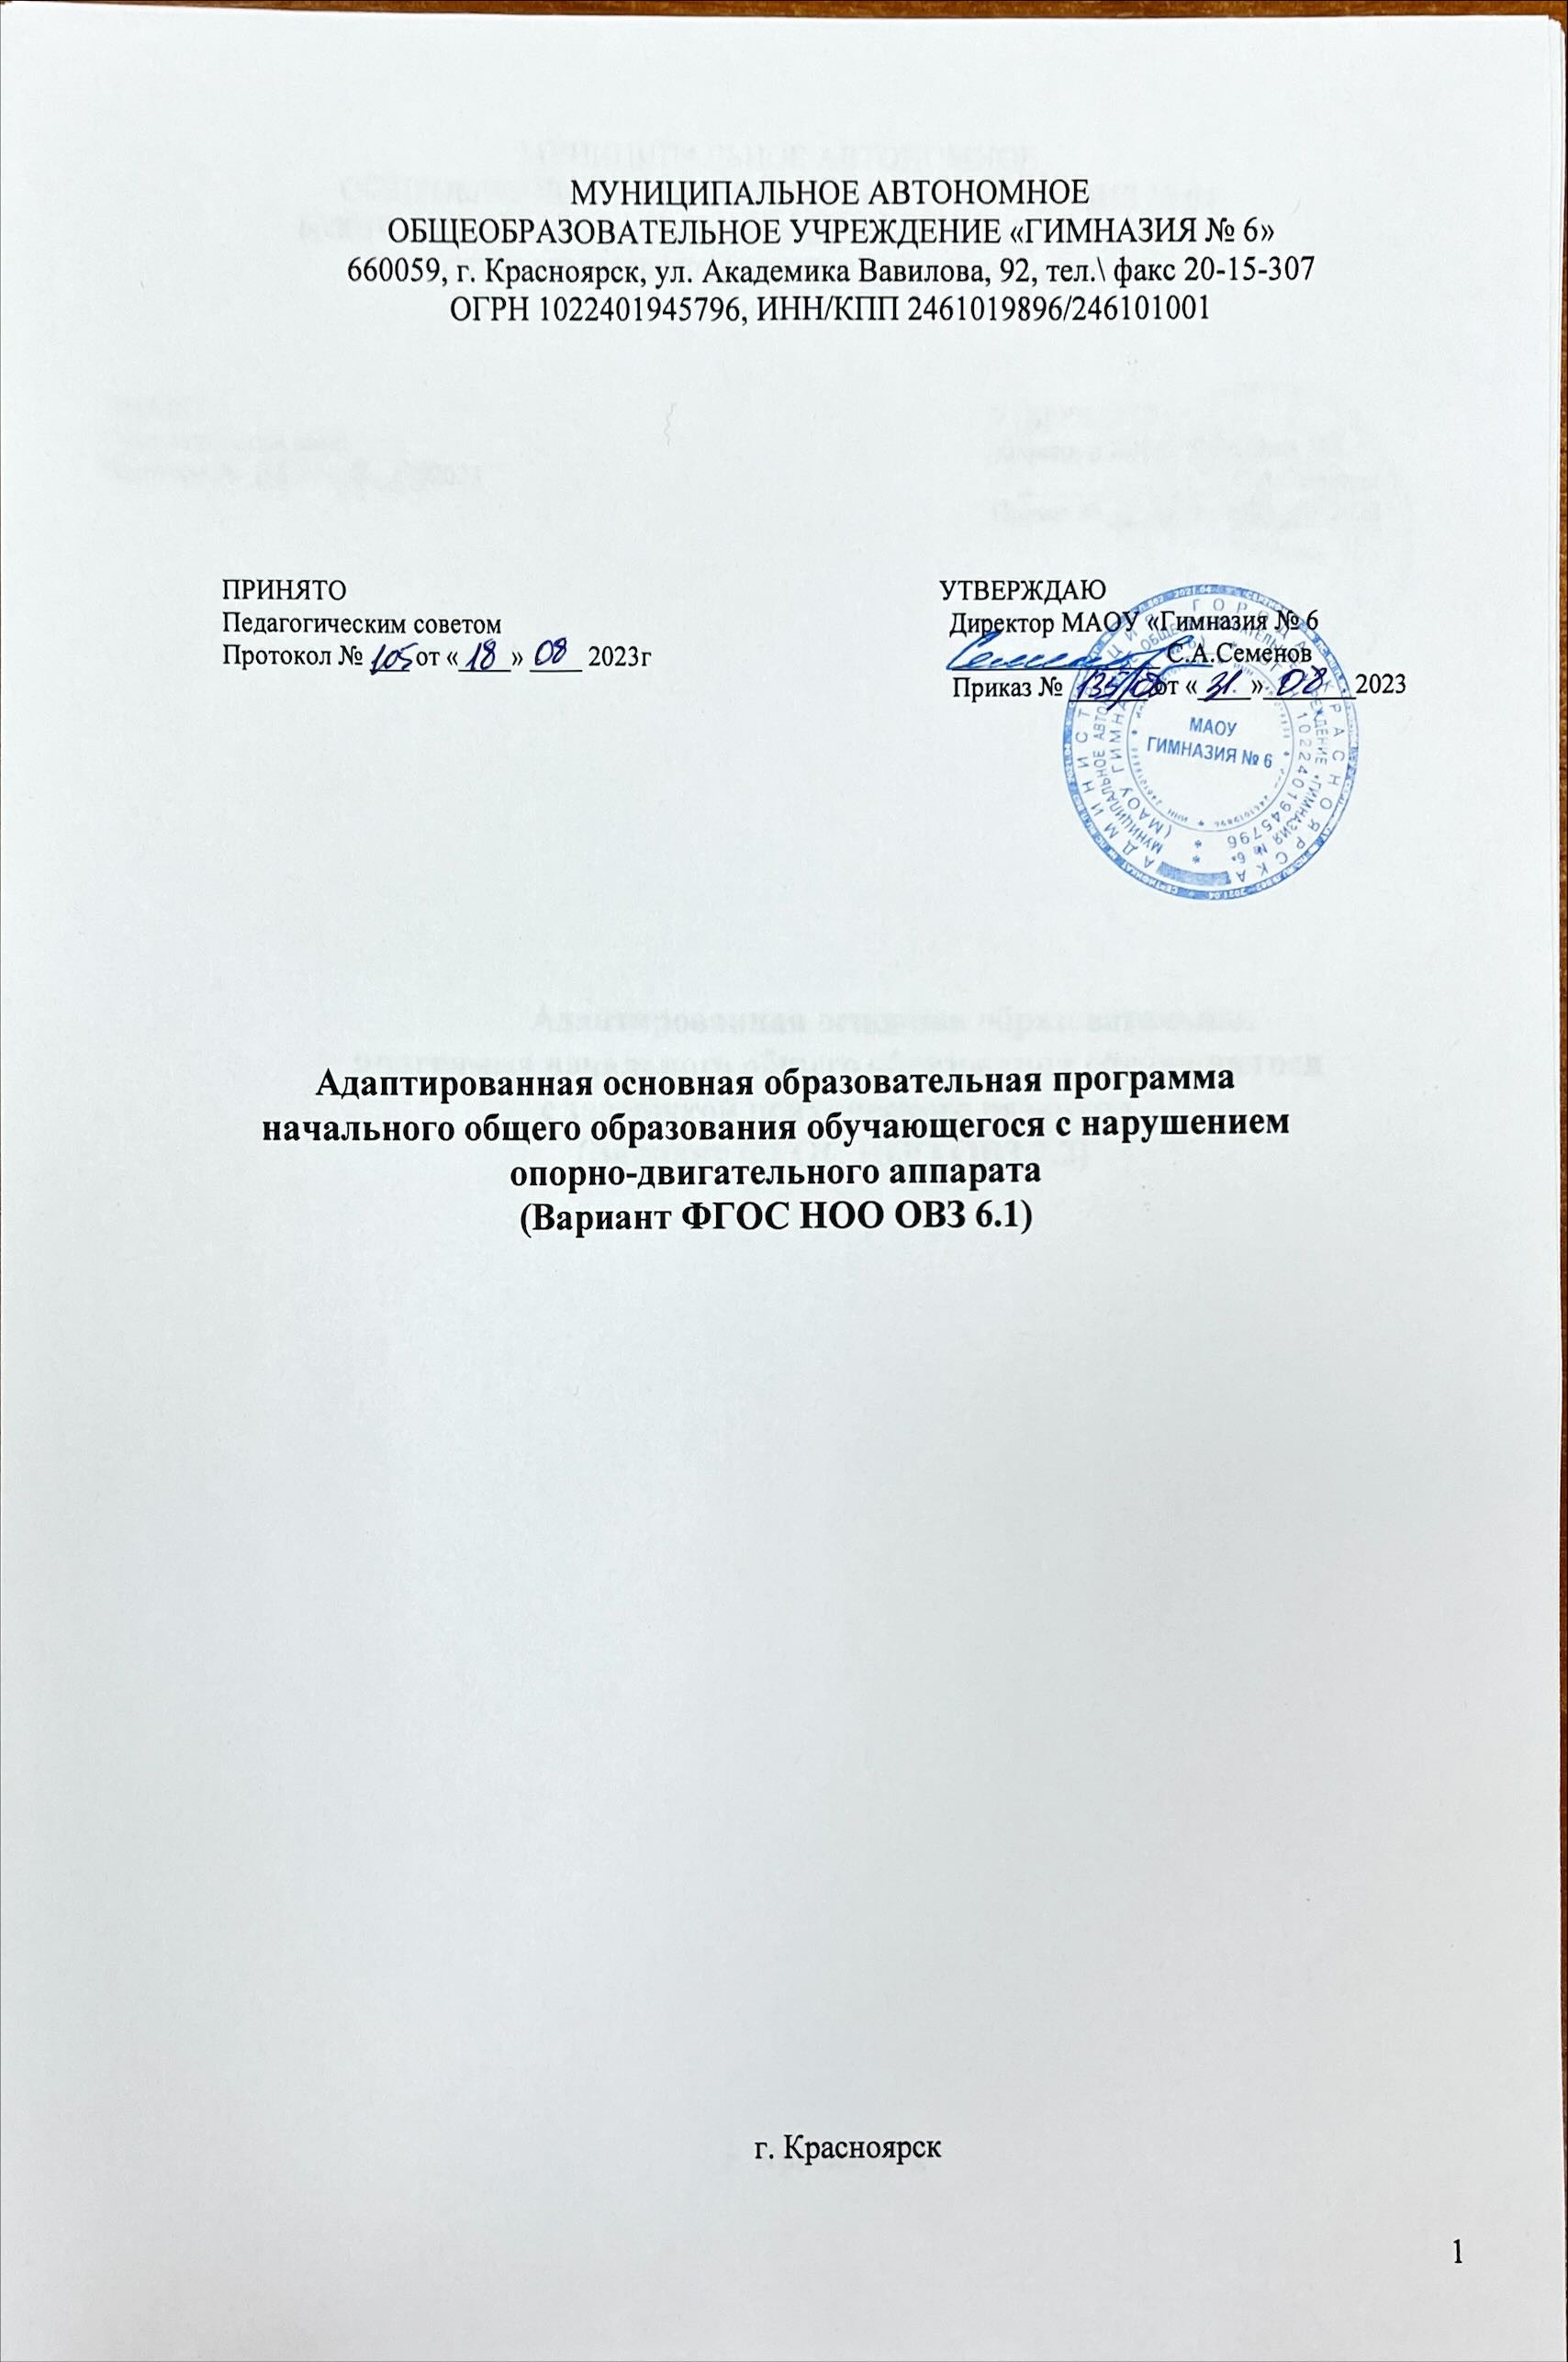 МУНИЦИПАЛЬНОЕ АВТОНОМНОЕ
ОБЩЕОБРАЗОВАТЕЛЬНОЕ УЧРЕЖДЕНИЕ «ГИМНАЗИЯ № 6»
660059, г. Красноярск, ул. Академика Вавилова, 92, тел.\ факс 20-15-307
ОГРН 1022401945796, ИНН/КПП 2461019896/246101001
ПРИНЯТО
Педагогическим советом
Протокол № 105 от « 18 » 08 2023г
УТВЕРЖДАЮ
Директор МАОУ «Гимназия № 6
С.А.Семенов
Приказ № от « 31 » 08 2023
МАОУ
ГИМНАЗИЯ № 6
Адаптированная основная образовательная программа
начального общего образования обучающегося с нарушением
опорно-двигательного аппарата
(Вариант ФГОС НОО ОВЗ 6.1)
г. Красноярск
1